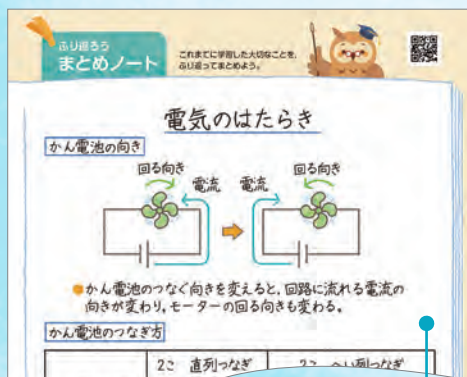 ふり返ろう
まとめノート
これまでに学習した大切なことを、
ふり返ってまとめよう。
電気のはたらき
かん電池の向き
回る向き
電流
電流
回る向き
かん電池のつなぐ向きを変えると、回路に流れる電流の
向きが変わり、モーターの回る向きも変わる。
かん電池のつなぎ方
2こ 直列つなぎ
2こ へい列つなぎ